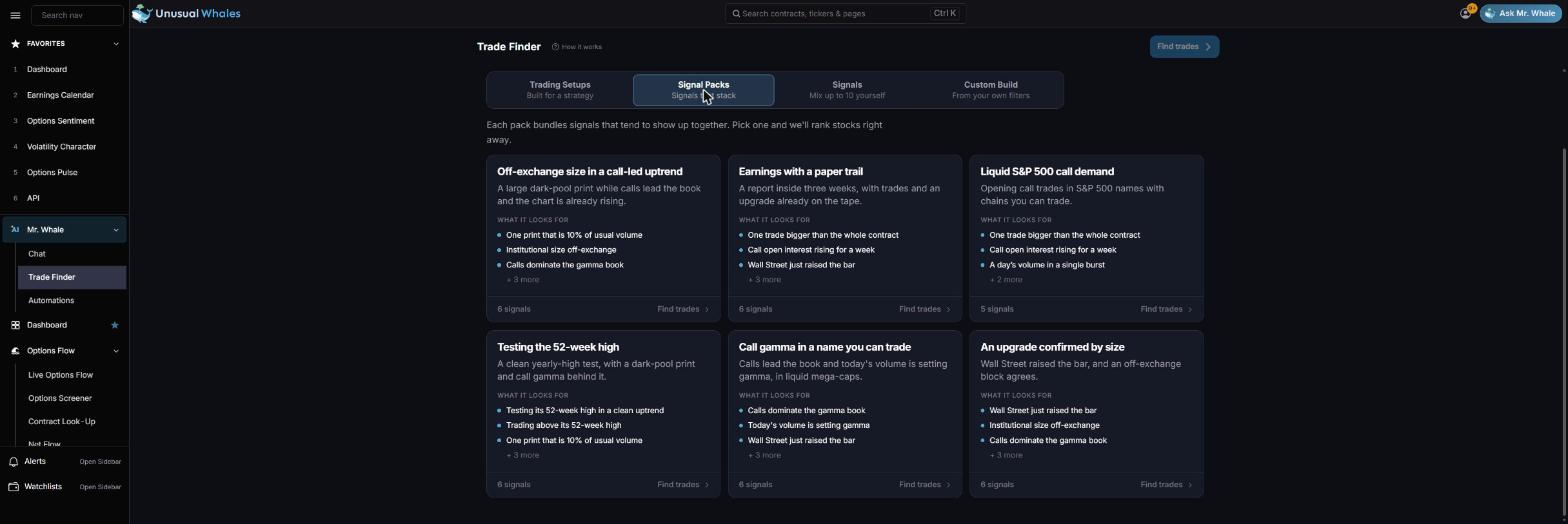 Search nav
Unusual Whales
Search contracts, tickers & pages
Ctrl K
9+
Ask Mr. Whale
FAVORITES
1 Dashboard
2 Earnings Calendar
3 Options Sentiment
4 Volatility Character
5 Options Pulse
6 API
AI Mr. Whale
Chat
Trade Finder
Automations
Dashboard
Options Flow
Live Options Flow
Options Screener
Contract Look-Up
Net Flow
Alerts Open Sidebar
Watchlists Open Sidebar
Trade Finder
How it works
Find trades
Trading Setups
Built for a strategy
Signal Packs
Signals stack
Signals
Mix up to 10 yourself
Custom Build
From your own filters
Each pack bundles signals that tend to show up together. Pick one and we'll rank stocks right
away.
Off-exchange size in a call-led uptrend
A large dark-pool print while calls lead the book
and the chart is already rising.
WHAT IT LOOKS FOR
One print that is 10% of usual volume
Institutional size off-exchange
Calls dominate the gamma book
+ 3 more
6 signals
Find trades
Earnings with a paper trail
A report inside three weeks, with trades and an
upgrade already on the tape.
WHAT IT LOOKS FOR
One trade bigger than the whole contract
Call open interest rising for a week
Wall Street just raised the bar
+ 3 more
6 signals
Find trades
Liquid S&P 500 call demand
Opening call trades in S&P 500 names with
chains you can trade.
WHAT IT LOOKS FOR
One trade bigger than the whole contract
Call open interest rising for a week
A day's volume in a single burst
+ 2 more
5 signals
Find trades
Testing the 52-week high
A clean yearly-high test, with a dark-pool print
and call gamma behind it.
WHAT IT LOOKS FOR
Testing its 52-week high in a clean uptrend
Trading above its 52-week high
One print that is 10% of usual volume
+ 3 more
6 signals
Find trades
Call gamma in a name you can trade
Calls lead the book and today's volume is setting
gamma, in liquid mega-caps.
WHAT IT LOOKS FOR
Calls dominate the gamma book
Today's volume is setting gamma
Wall Street just raised the bar
+ 3 more
6 signals
Find trades
An upgrade confirmed by size
Wall Street raised the bar, and an off-exchange
block agrees.
WHAT IT LOOKS FOR
Wall Street just raised the bar
Institutional size off-exchange
Calls dominate the gamma book
+ 3 more
6 signals
Find trades